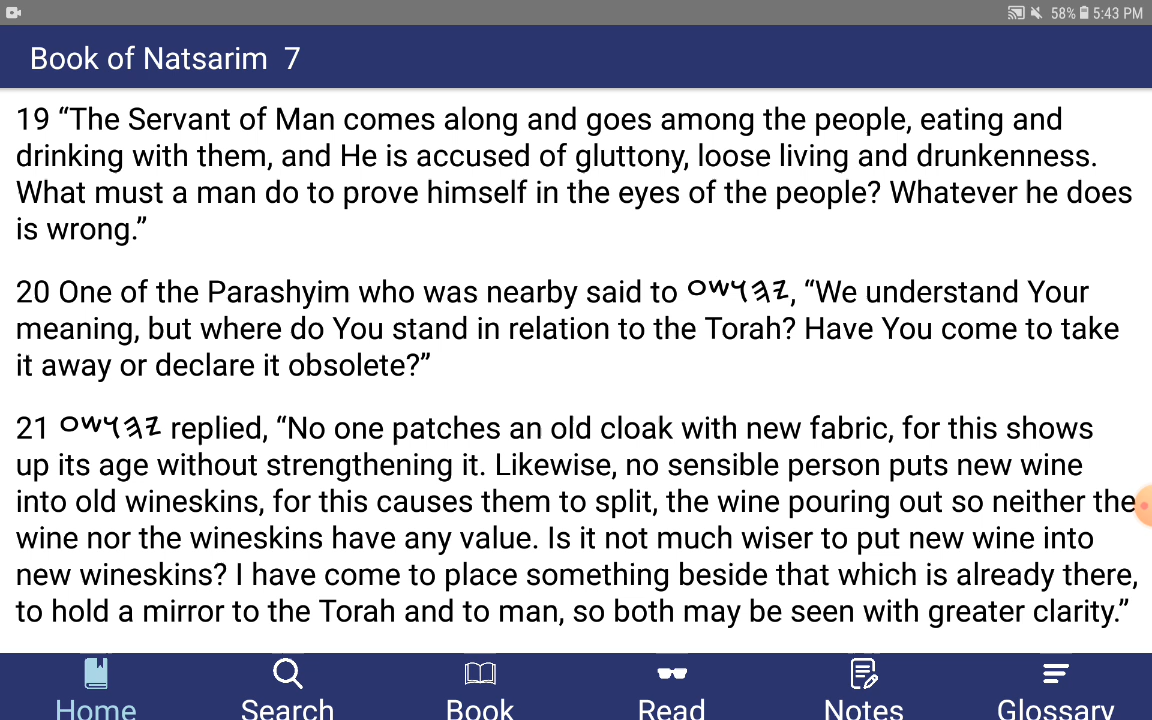 58% 5:43 PM
Book of Natsarim 7
19 “The Servant of Man comes along and goes among the people, eating and
drinking with them, and He is accused of gluttony, loose living and drunkenness.
What must a man do to prove himself in the eyes of the people? Whatever he does
is wrong.”
20 One of the Parashyim who was nearby said to 𐤉𐤄𐤅𐤔𐤏, “We understand Your
meaning, but where do You stand in relation to the Torah? Have You come to take
it away or declare it obsolete?”
21 𐤉𐤄𐤅𐤔𐤏 replied, “No one patches an old cloak with new fabric, for this shows
up its age without strengthening it. Likewise, no sensible person puts new wine
into old wineskins, for this causes them to split, the wine pouring out so neither the
wine nor the wineskins have any value. Is it not much wiser to put new wine into
new wineskins? I have come to place something beside that which is already there,
to hold a mirror to the Torah and to man, so both may be seen with greater clarity.”
Home Search Book Read Notes Glossary